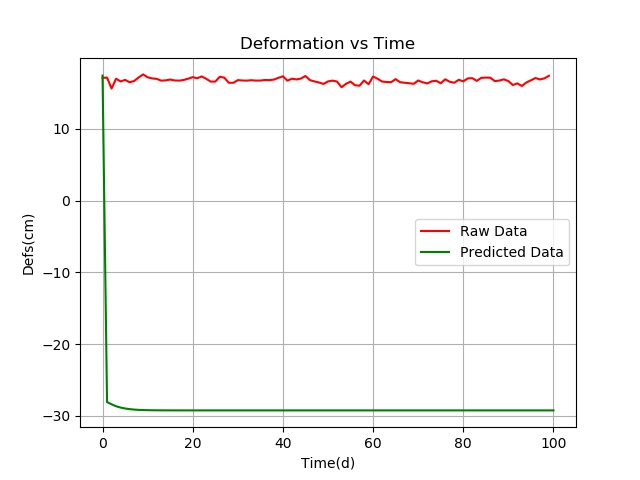 Deformation vs Time
Defs(cm)
10
0
−10
−20
−30
Raw Data
Predicted Data
0 20 40 60 80 100
Time(d)